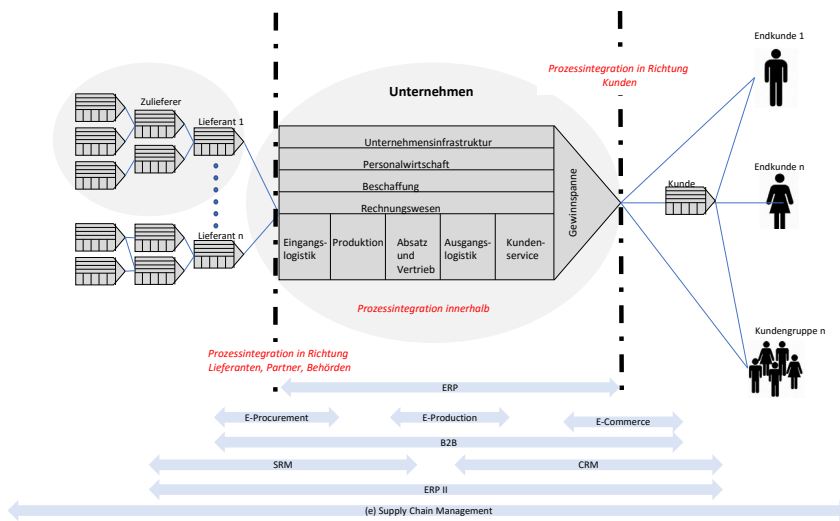 Endkunde 1
Prozessintegration in Richtung
Kunden
Unternehmen
Zulieferer
Lieferant 1
Unternehmensinfrastruktur
Personalwirtschaft
Beschaffung
Rechnungswesen
Gewinnspanne
Kunde
Endkunde n
Lieferant n
Eingangs-
logistik
Produktion
Absatz
und
Vertrieb
Ausgangs-
logistik
Kunden-
service
Prozessintegration innerhalb
Kundengruppe n
Prozessintegration in Richtung
Lieferanten, Partner, Behörden
ERP
E-Procurement
E-Production
E-Commerce
B2B
SRM
CRM
ERP II
(e) Supply Chain Management